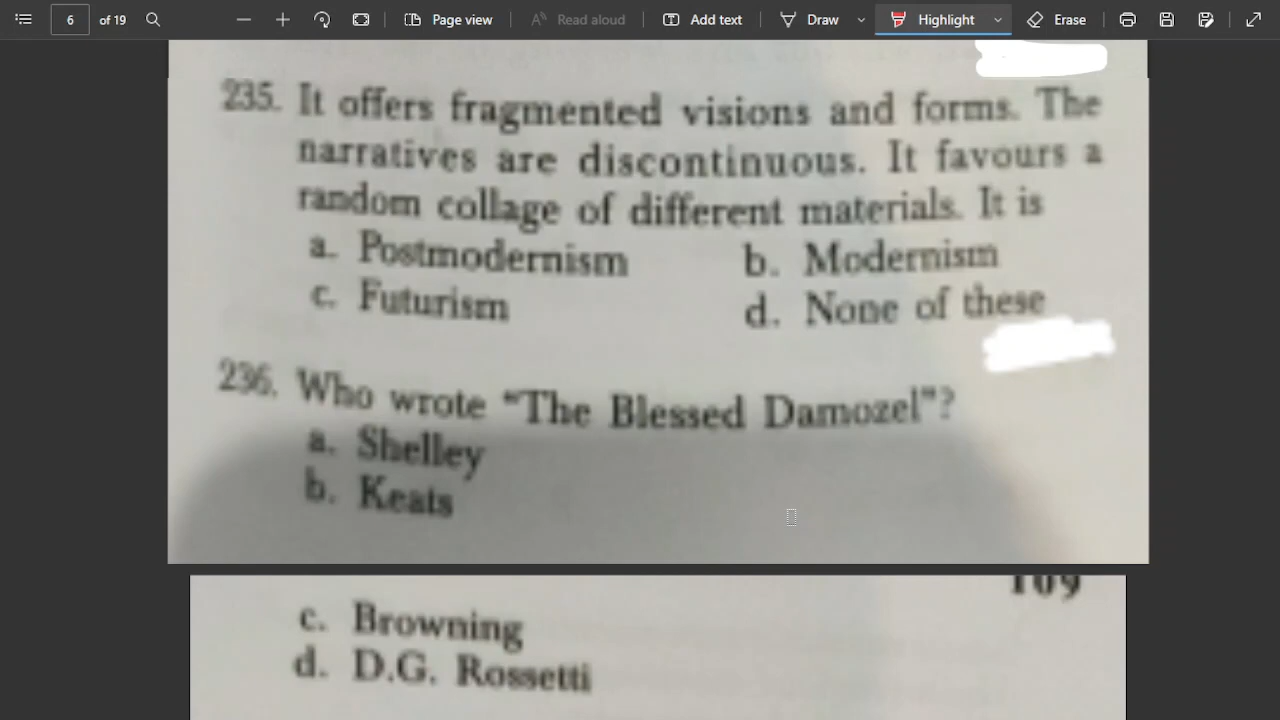 6 of 19 Page view Read aloud Add text Draw Highlight Erase
235. It offers fragmented visions and forms. The
narratives are discontinuous. It favours a
random collage of different materials. It is
a. Postmodernism b. Modernism
c. Futurism d. None of these
236. Who wrote "The Blessed Damozel"?
a. Shelley
b. Keats
109
c. Browning
d. D.G. Rossetti